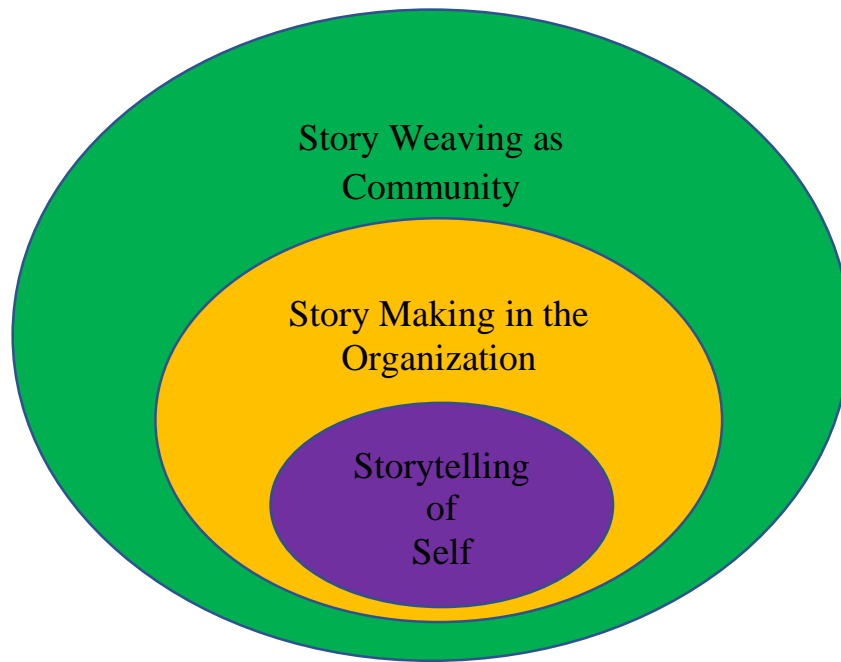 Story Weaving as
Community
Story Making in the
Organization
Storytelling
of
Self